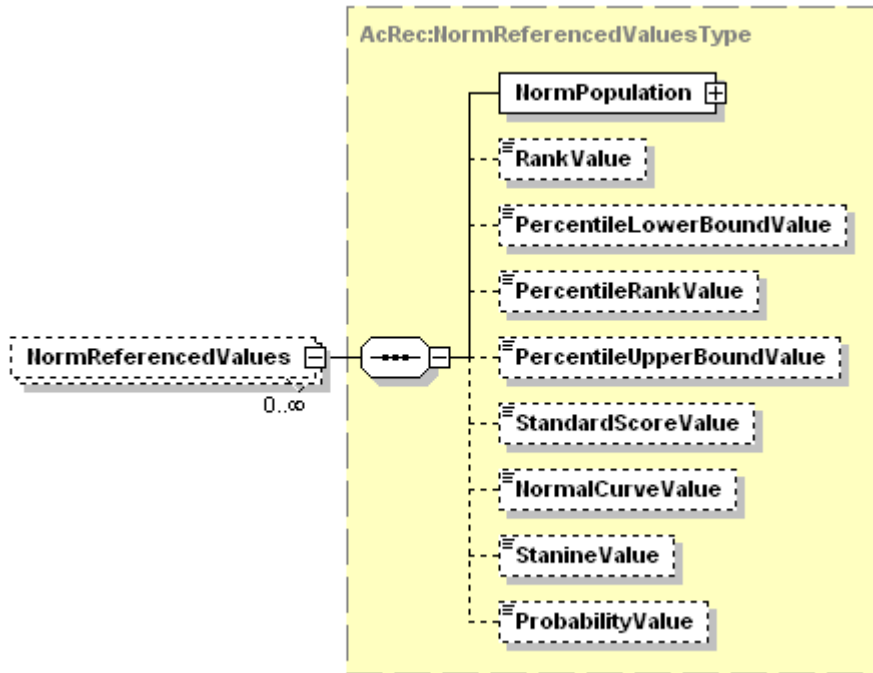 AcRec:NormReferencedValuesType
NormPopulation
RankValue
PercentileLowerBoundValue
PercentileRankValue
NormReferencedValues
0..∞
PercentileUpperBoundValue
StandardScoreValue
NormalCurveValue
StanineValue
ProbabilityValue